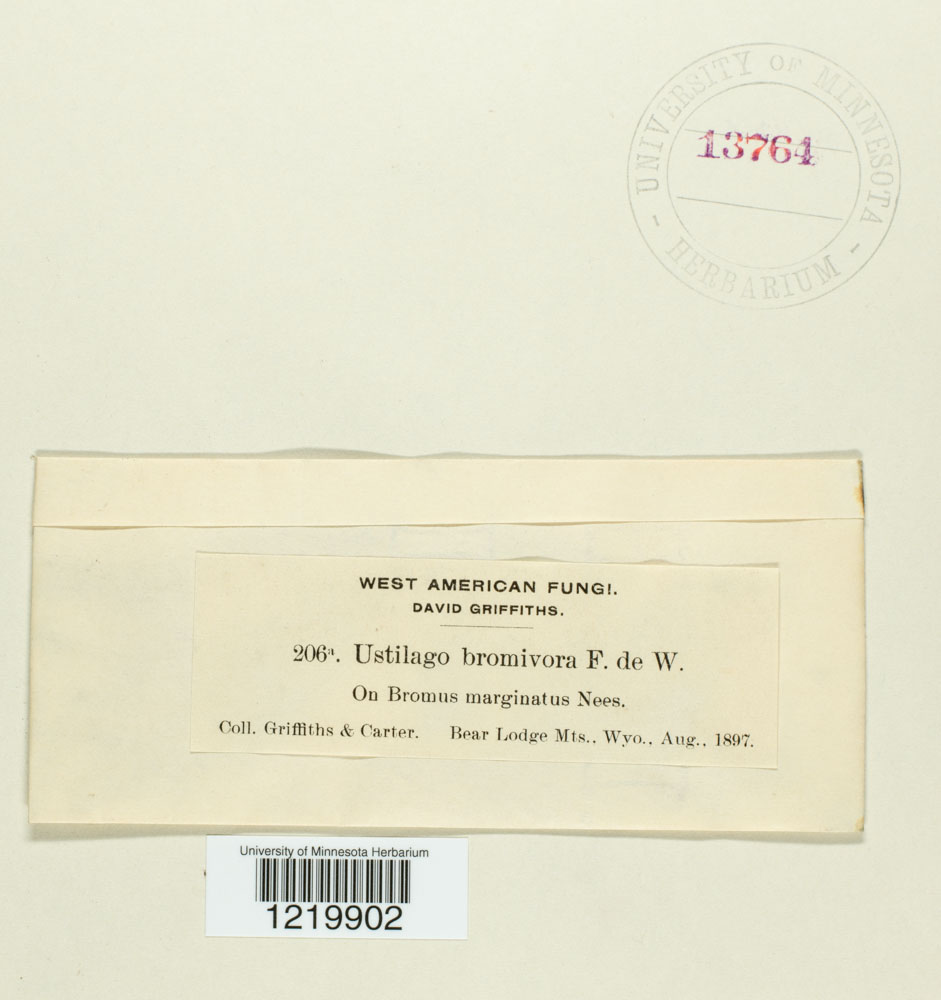 UNIVERSITY OF MINNESOTA
13764
- HERBARIUM -
WEST AMERICAN FUNGI.
DAVID GRIFFITHS.
206ª. Ustilago bromivora F. de W.
On Bromus marginatus Nees.
Coll. Griffiths & Carter. Bear Lodge Mts., Wyo., Aug., 1897.
University of Minnesota Herbarium
1219902